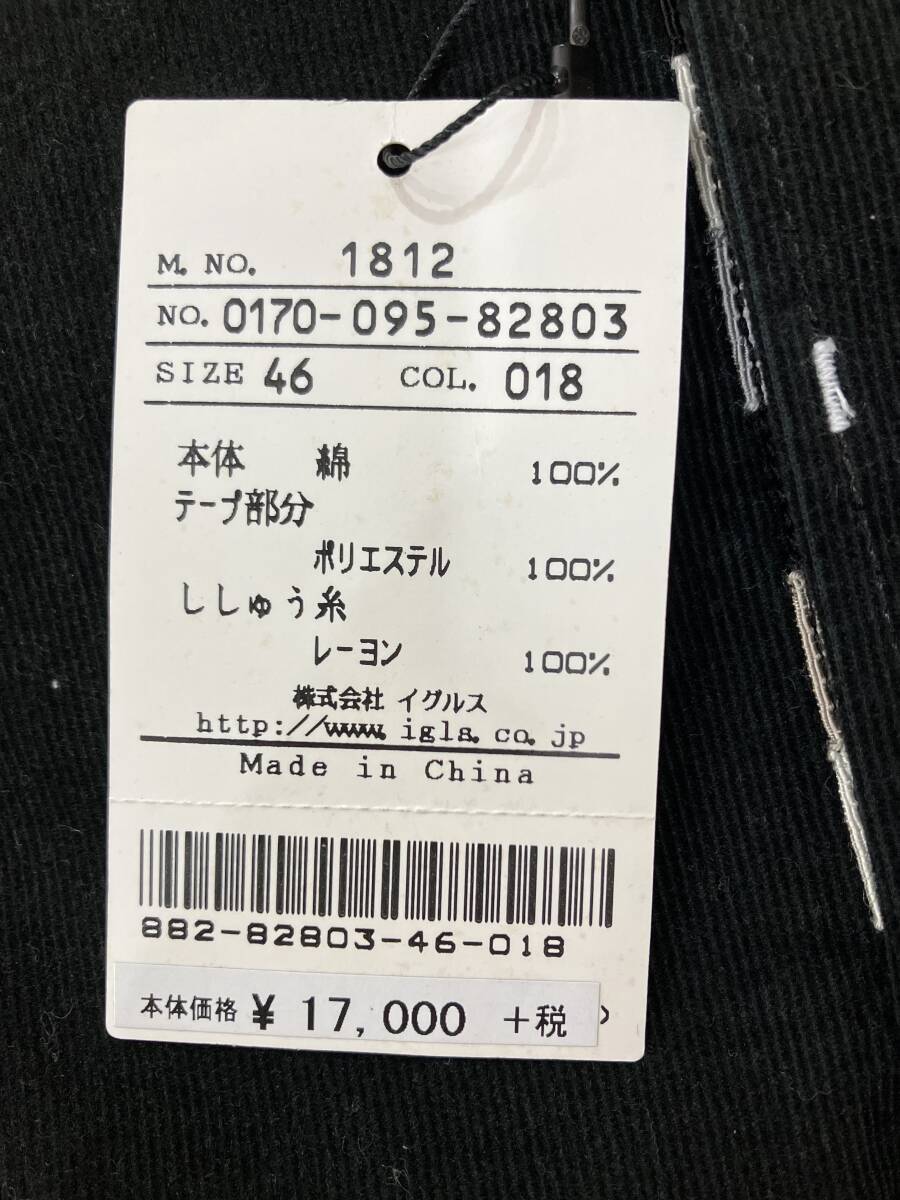 M. NO. 1812
NO. 0170-095-82803
SIZE 46 COL. 018
本体 綿 100%
テープ部分
ポリエステル 100%
ししゅう糸
レーヨン 100%
株式会社 イグルス
http://www.igls.co.jp
Made in China
882-82803-46-018
本体価格 ¥ 17,000 +税